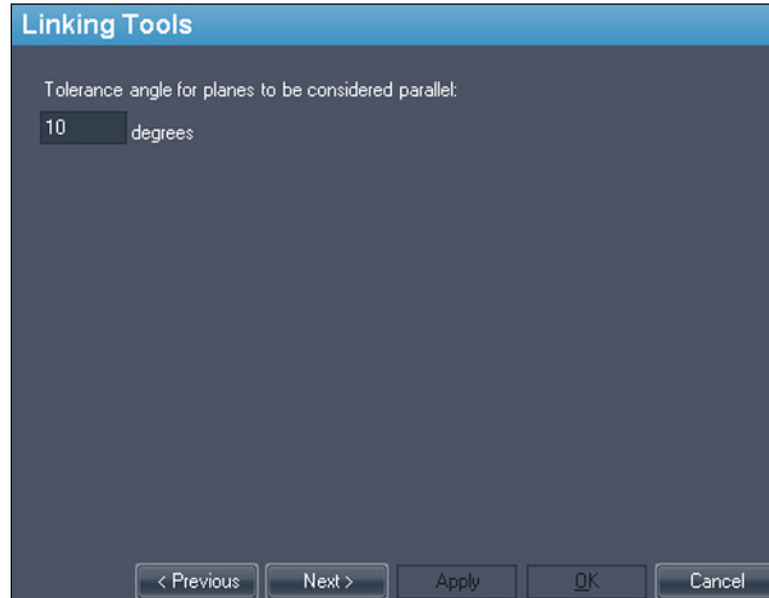 Linking Tools
Tolerance angle for planes to be considered parallel:
10 degrees
< Previous Next > Apply OK Cancel